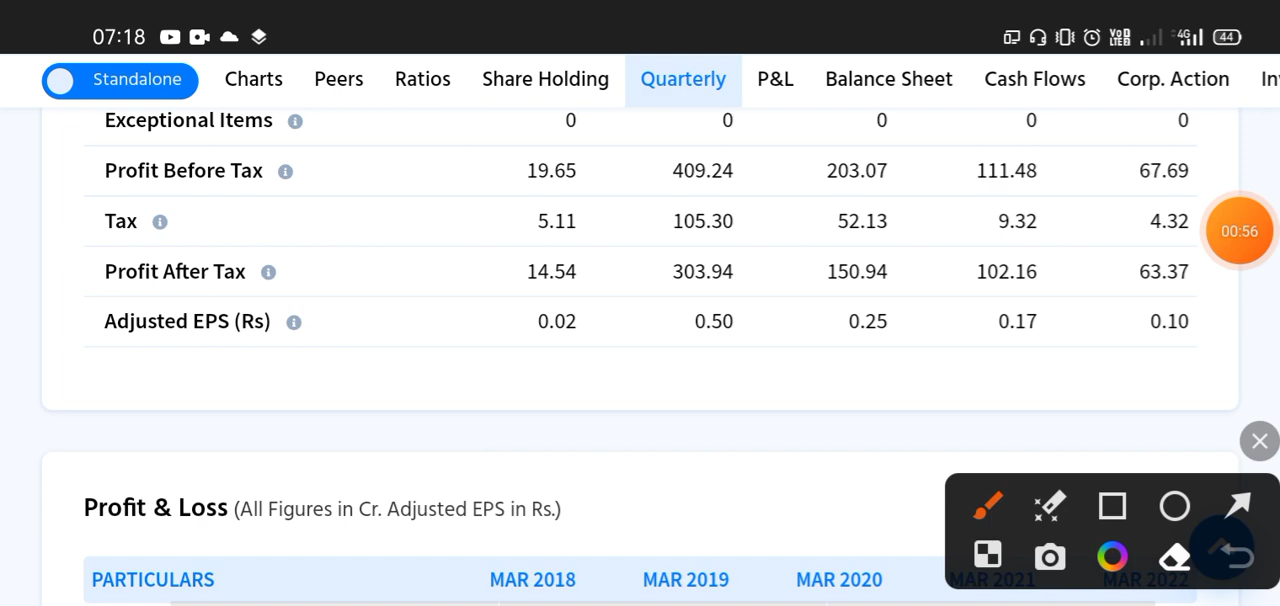 07:18 VoD LTED 4G 44
Standalone Charts Peers Ratios Share Holding Quarterly P&L Balance Sheet Cash Flows Corp. Action
Exceptional Items 0 0 0 0 0
Profit Before Tax 19.65 409.24 203.07 111.48 67.69
Tax 5.11 105.30 52.13 9.32 4.32
00:56
Profit After Tax 14.54 303.94 150.94 102.16 63.37
Adjusted EPS (Rs) 0.02 0.50 0.25 0.17 0.10
Profit & Loss (All Figures in Cr. Adjusted EPS in Rs.)
PARTICULARS MAR 2018 MAR 2019 MAR 2020 MAR 2021 MAR 2022